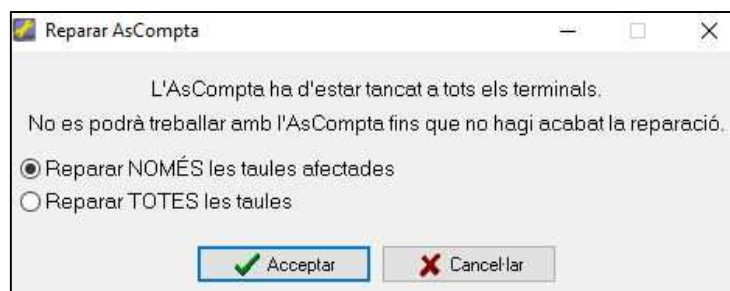 Reparar AsCompta
L'AsCompta ha d'estar tancat a tots els terminals.
No es podrà treballar amb l'AsCompta fins que no hagi acabat la reparació.
Reparar NOMÉS les taules afectades
Reparar TOTES les taules
Acceptar
Cancel·lar